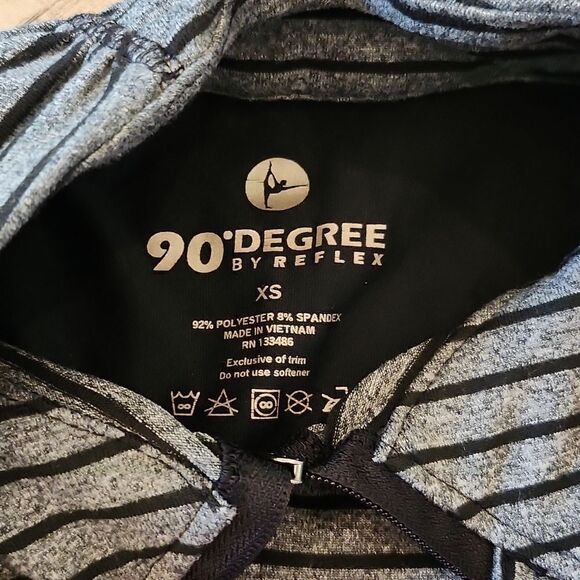 90°DEGREE
BY REFLEX
XS
92% POLYESTER 8% SPANDEX
MADE IN VIETNAM
RN 133486
Exclusive of trim
Do not use softener